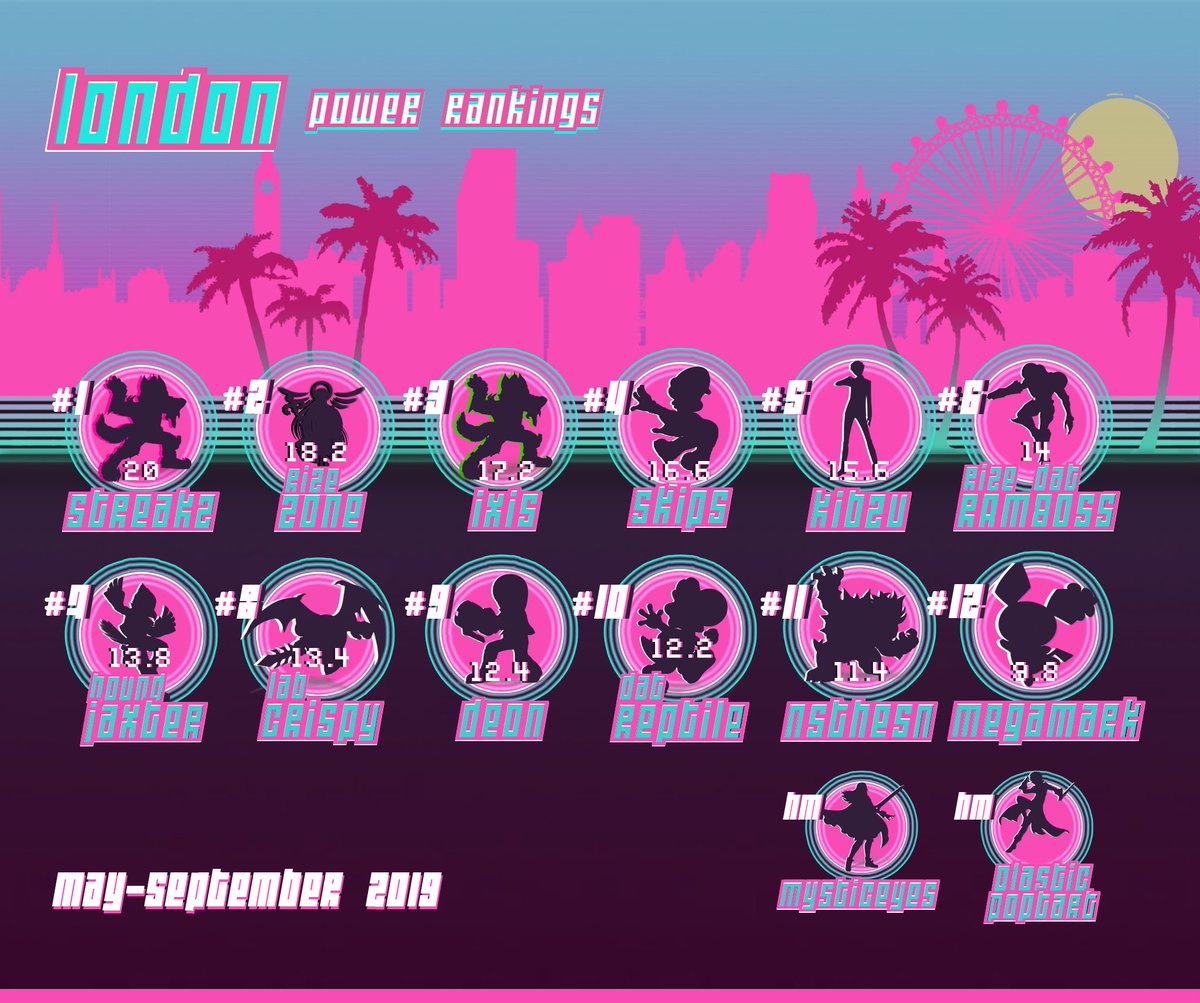 london power rankings
#1 20 streakz
#2 18.2 rize zone
#3 17.2 ixis
#4 16.6 skips
#5 15.6 kibzu
#6 14 rize dat ramboss
#9 13.8 hound jaxter
#8 13.4 lab crispy
#9 12.4 deon
#10 12.2 dat reptile
#11 11.4 nsthesn
#12 9.8 megamark
hm mysticeyes
hm plastic poptart
may-september 2019